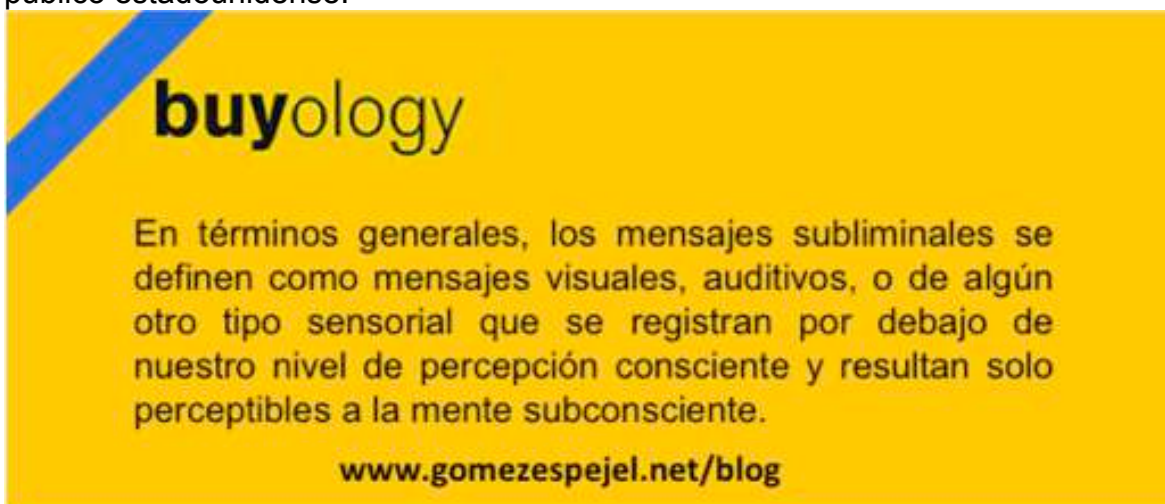 público estadounidense.
buyology
En términos generales, los mensajes subliminales se
definen como mensajes visuales, auditivos, o de algún
otro tipo sensorial que se registran por debajo de
nuestro nivel de percepción consciente y resultan solo
perceptibles a la mente subconsciente.
www.gomezespejel.net/blog